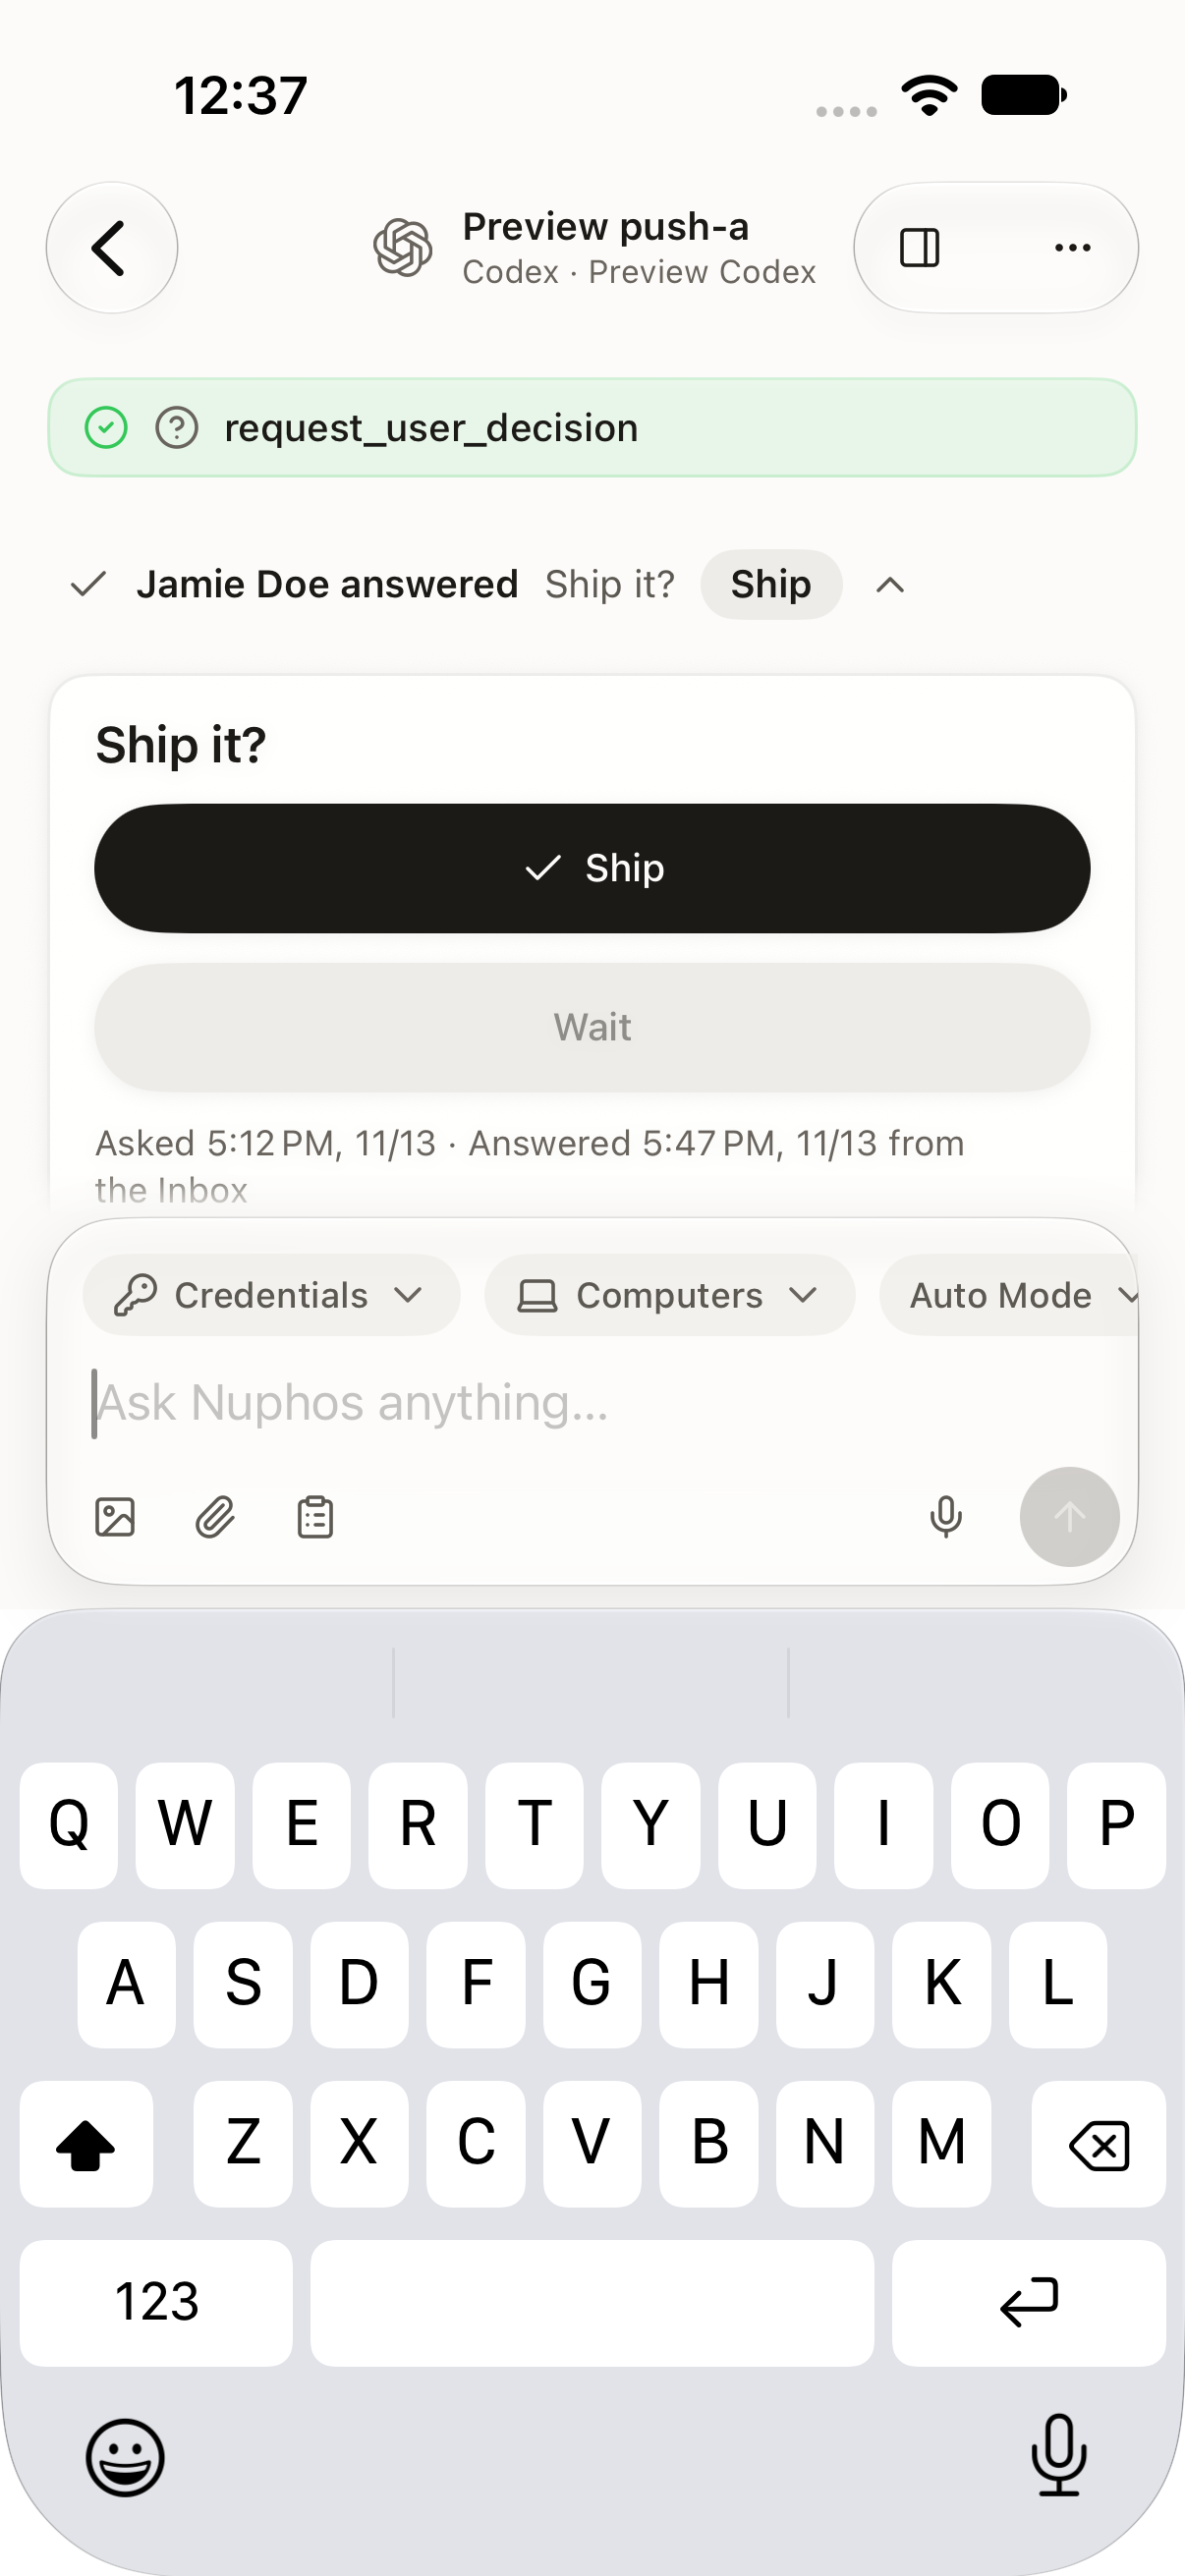 12:37
Preview push-a
Codex · Preview Codex
request_user_decision
Jamie Doe answered Ship it? Ship
Ship it?
Ship
Wait
Asked 5:12 PM, 11/13 · Answered 5:47 PM, 11/13 from
the Inbox
Credentials Computers Auto Mode
Ask Nuphos anything...
Q W E R T Y U I O P
A S D F G H J K L
Z X C V B N M
123